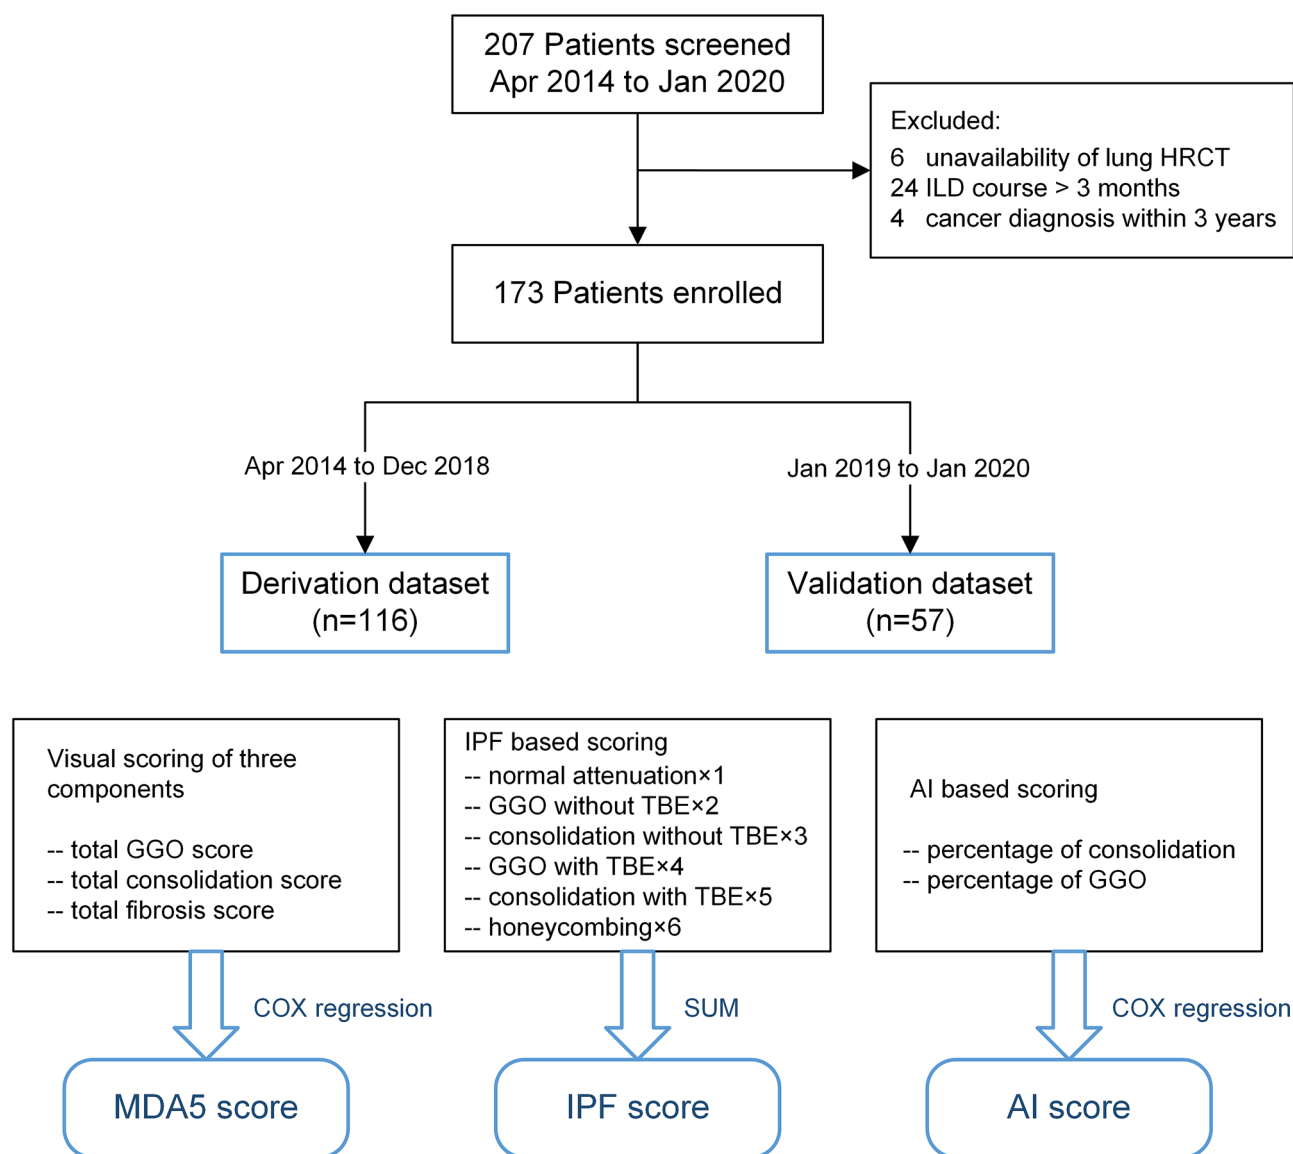 207 Patients screened
Apr 2014 to Jan 2020
Excluded:
6 unavailability of lung HRCT
24 ILD course > 3 months
4 cancer diagnosis within 3 years
173 Patients enrolled
Apr 2014 to Dec 2018
Jan 2019 to Jan 2020
Derivation dataset
(n=116)
Validation dataset
(n=57)
Visual scoring of three
components
-- total GGO score
-- total consolidation score
-- total fibrosis score
IPF based scoring
-- normal attenuation×1
-- GGO without TBE×2
-- consolidation without TBE×3
-- GGO with TBE×4
-- consolidation with TBE×5
-- honeycombing×6
AI based scoring
-- percentage of consolidation
-- percentage of GGO
COX regression
SUM
COX regression
MDA5 score
IPF score
AI score